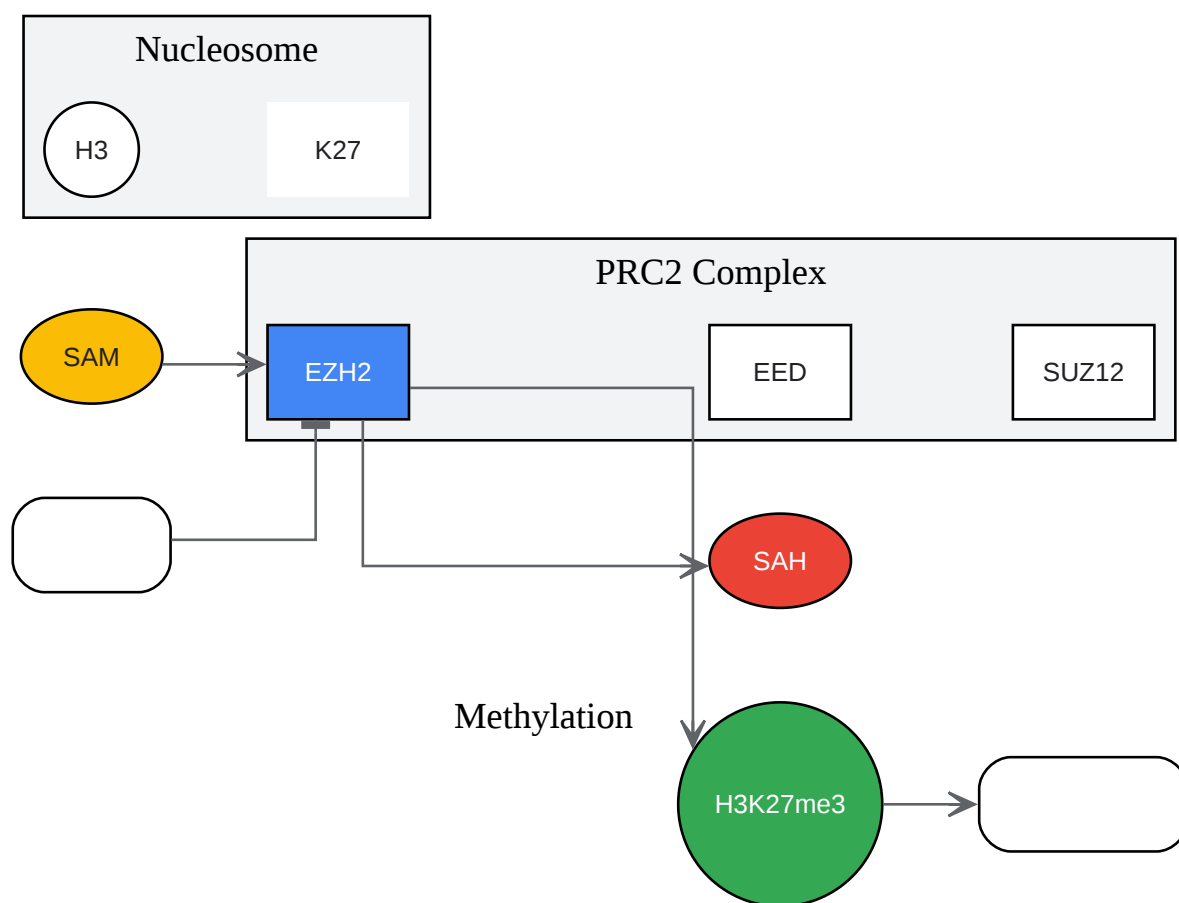 Nucleosome
H3
K27
PRC2 Complex
SAM
EZH2
EED
SUZ12
SAH
Methylation
H3K27me3